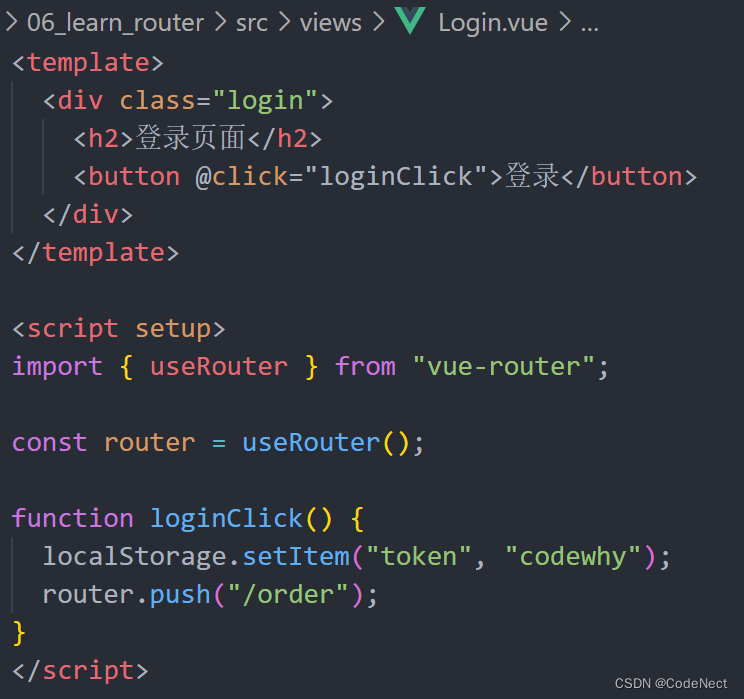 > 06_learn_router > src > views > Login.vue > ...
<template>
  <div class="login">
    <h2>登录页面</h2>
    <button @click="loginClick">登录</button>
  </div>
</template>

<script setup>
import { useRouter } from "vue-router";

const router = useRouter();

function loginClick() {
  localStorage.setItem("token", "codewhy");
  router.push("/order");
}
</script>
CSDN @CodeNect